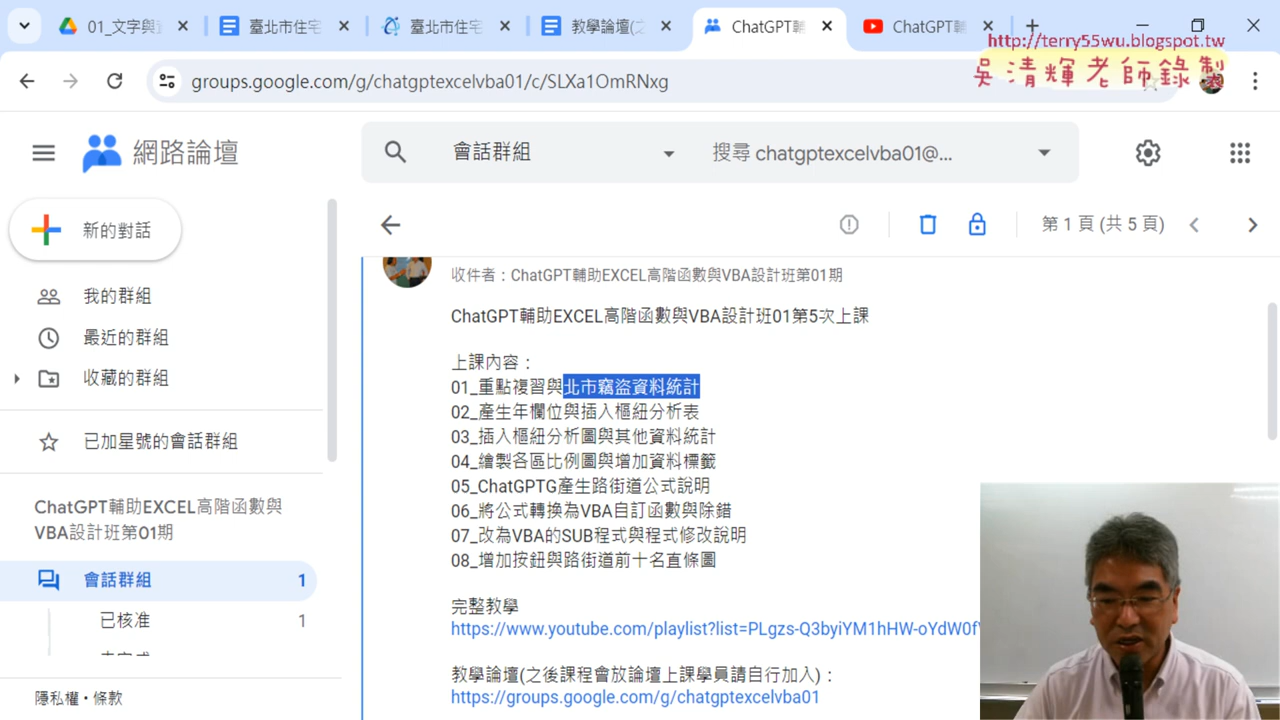 01_文字與
臺北市住宅
臺北市住宅
教學論壇(之
ChatGPT輔
ChatGPT輔
http://terry55wu.blogspot.tw
吳清輝老師錄製
groups.google.com/g/chatgptexcelvba01/c/SLXa1OmRNxg
網路論壇
會話群組
搜尋 chatgptexcelvba01@...
新的對話
第 1 頁 (共 5 頁)
我的群組
最近的群組
收藏的群組
已加星號的會話群組
ChatGPT輔助EXCEL高階函數與
VBA設計班第01期
會話群組 1
已核准 1
隱私權 • 條款
收件者：ChatGPT輔助EXCEL高階函數與VBA設計班第01期
ChatGPT輔助EXCEL高階函數與VBA設計班01第5次上課
上課內容：
01_重點複習與北市竊盜資料統計
02_產生年欄位與插入樞紐分析表
03_插入樞紐分析圖與其他資料統計
04_繪製各區比例圖與增加資料標籤
05_ChatGPTG產生路街道公式說明
06_將公式轉換為VBA自訂函數與除錯
07_改為VBA的SUB程式與程式修改說明
08_增加按鈕與路街道前十名直條圖
完整教學
https://www.youtube.com/playlist?list=PLgzs-Q3byiYM1hHW-oYdW0f
教學論壇(之後課程會放論壇上課學員請自行加入)：
https://groups.google.com/g/chatgptexcelvba01